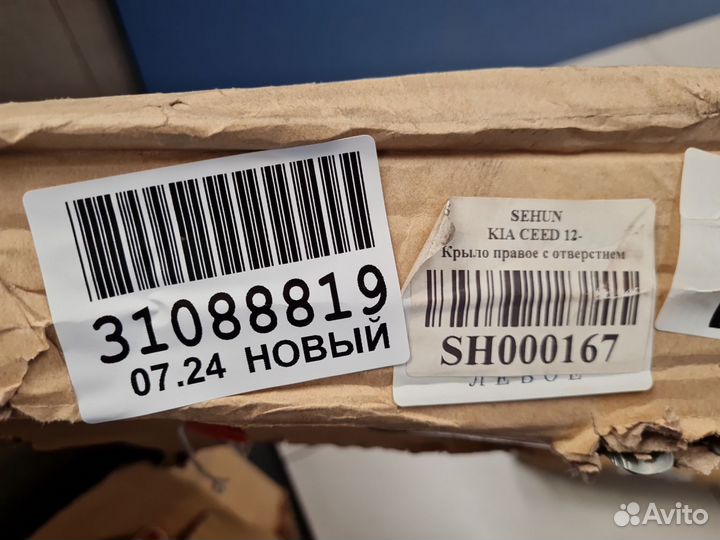 31088819
07.24 НОВЫЙ
SEHUN
KIA CEED 12-
Крыло правое с отверстием
SH000167
ЛЕВОЕ
Avito